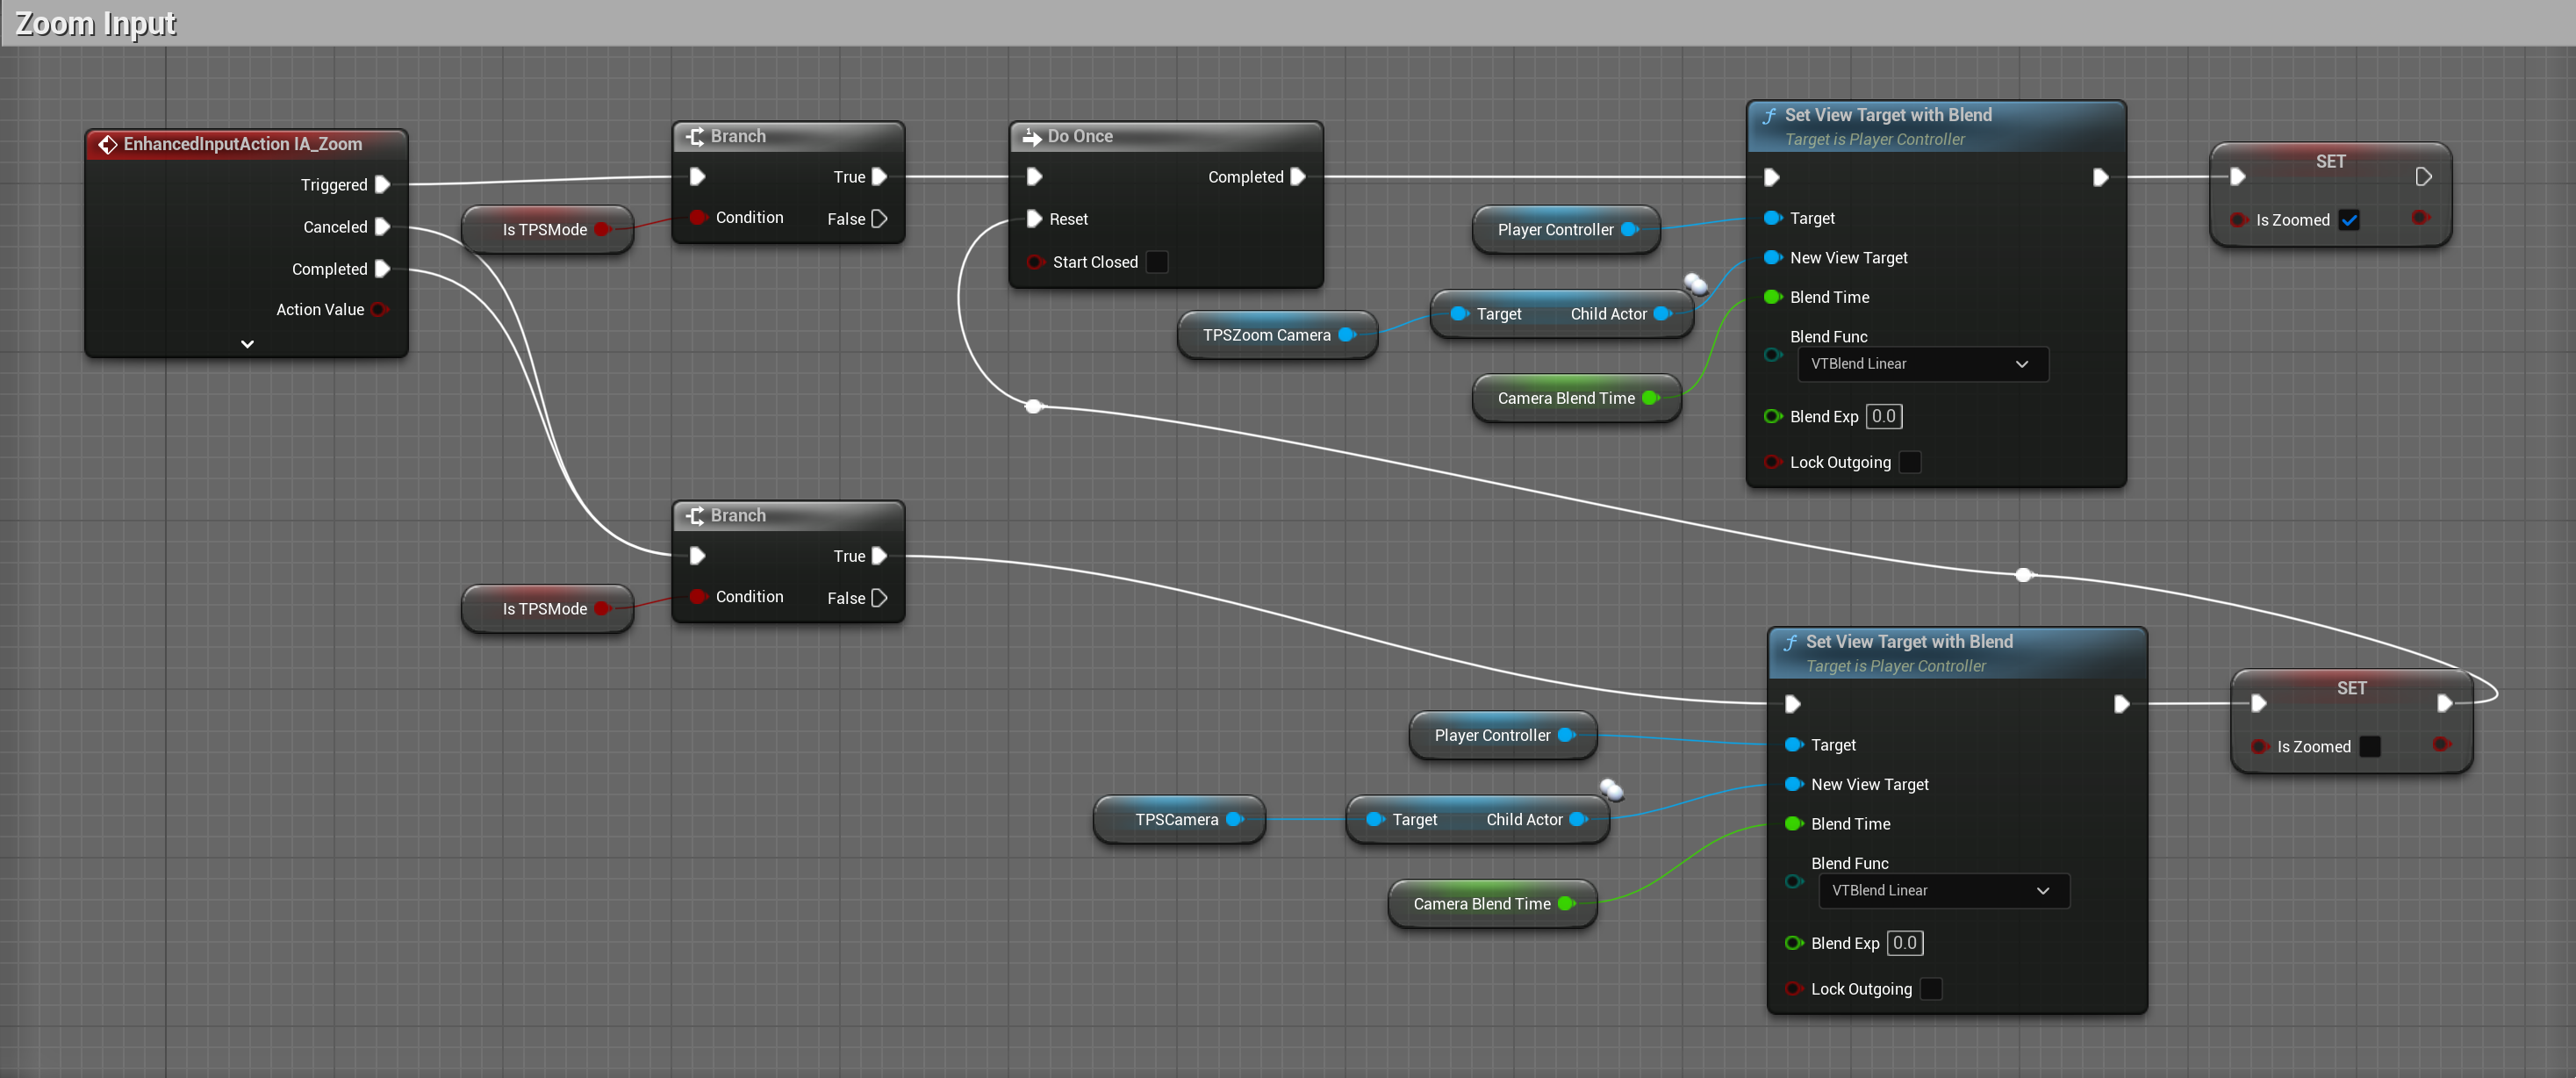 Zoom Input
EnhancedInputAction IA_Zoom
Triggered
Canceled
Completed
Action Value
Is TPSMode
Branch
True
Condition
False
Do Once
Completed
Reset
Start Closed
Player Controller
TPSZoom Camera
Target Child Actor
Camera Blend Time
Set View Target with Blend
Target is Player Controller
Target
New View Target
Blend Time
Blend Func
VTBlend Linear
Blend Exp 0.0
Lock Outgoing
SET
Is Zoomed
Is TPSMode
Branch
True
Condition
False
Player Controller
TPSCamera
Target Child Actor
Camera Blend Time
Set View Target with Blend
Target is Player Controller
Target
New View Target
Blend Time
Blend Func
VTBlend Linear
Blend Exp 0.0
Lock Outgoing
SET
Is Zoomed